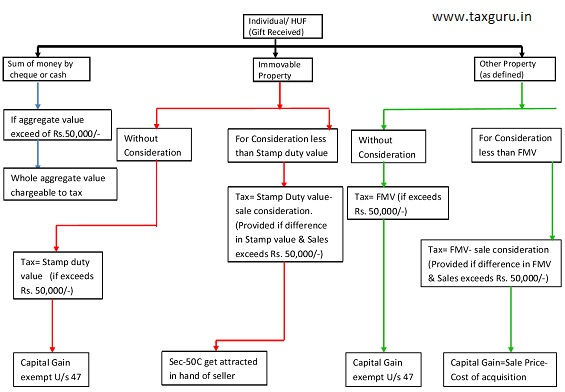 www.taxguru.in
Individual/ HUF
(Gift Received)
Sum of money by
cheque or cash
Immovable
Property
Other Property
(as defined)
If aggregate value
exceed of Rs.50,000/-
Without
Consideration
For Consideration less
than Stamp duty value
Without
Consideration
For Consideration
less than FMV
Whole aggregate value
chargeable to tax
Tax= Stamp Duty value-
sale consideration.
(Provided if difference
in Stamp value & Sales
exceeds Rs. 50,000/-)
Tax= FMV (if exceeds
Rs. 50,000/-)
Tax= Stamp duty
value (if exceeds
Rs. 50,000/-)
Tax= FMV- sale consideration
(Provided if difference in FMV
& Sales exceeds Rs. 50,000/-)
Capital Gain
exempt U/s 47
Sec-50C get attracted
in hand of seller
Capital Gain
exempt U/s 47
Capital Gain=Sale Price-
Cost of acquisition